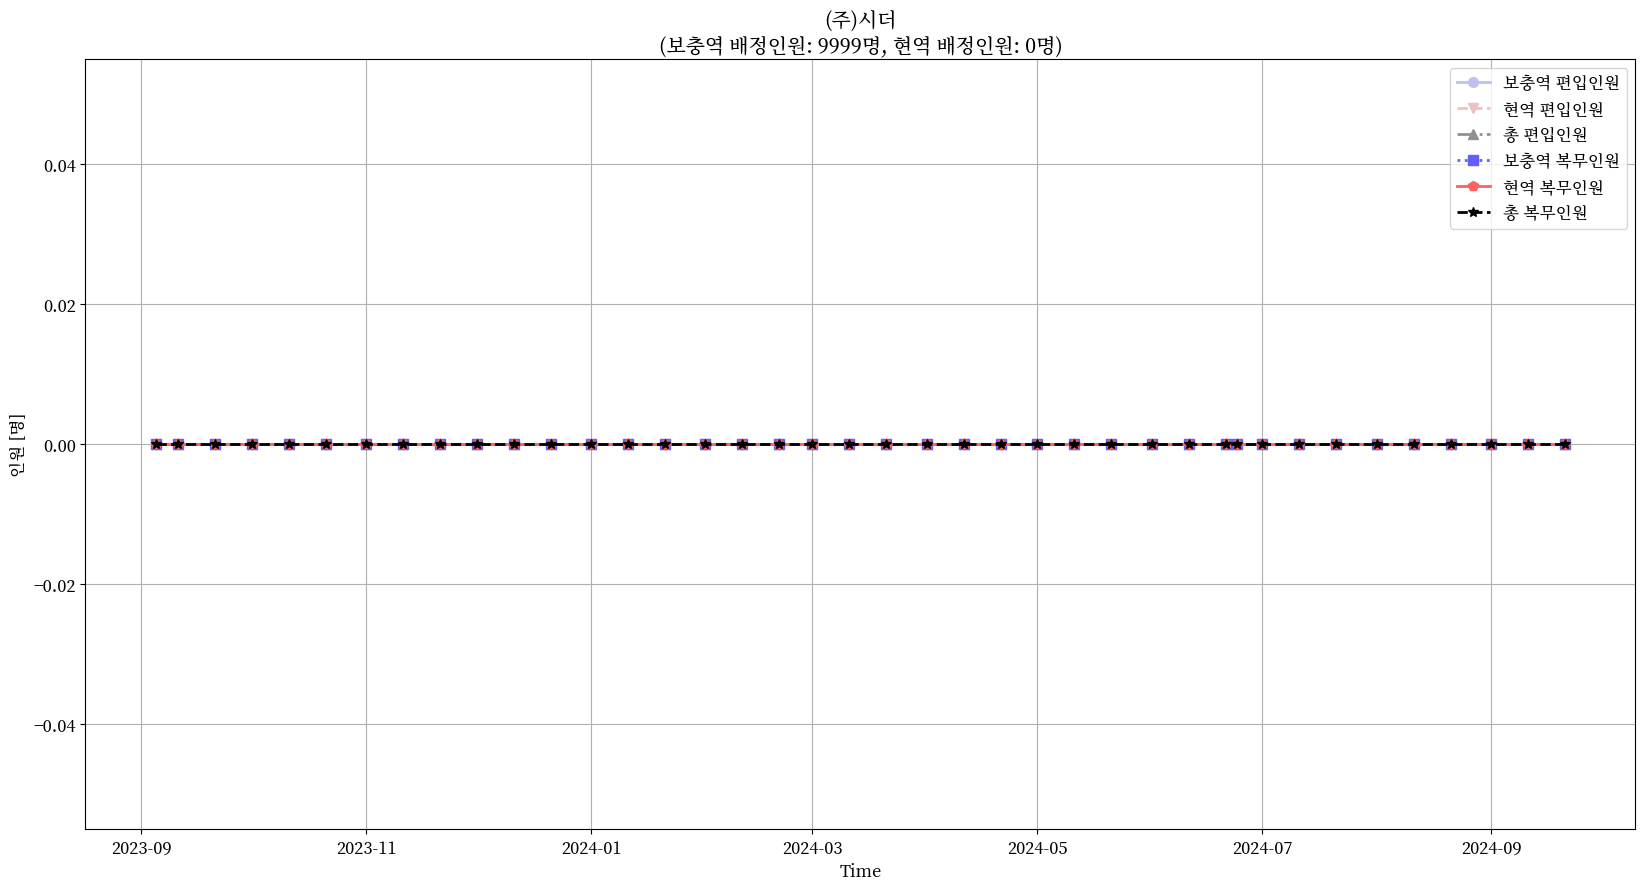 (주)시더
(보충역 배정인원: 9999명, 현역 배정인원: 0명)
보충역 편입인원
현역 편입인원
총 편입인원
보충역 복무인원
현역 복무인원
총 복무인원
0.04
0.02
0.00
−0.02
−0.04
인원 [명]
2023-09 2023-11 2024-01 2024-03 2024-05 2024-07 2024-09
Time